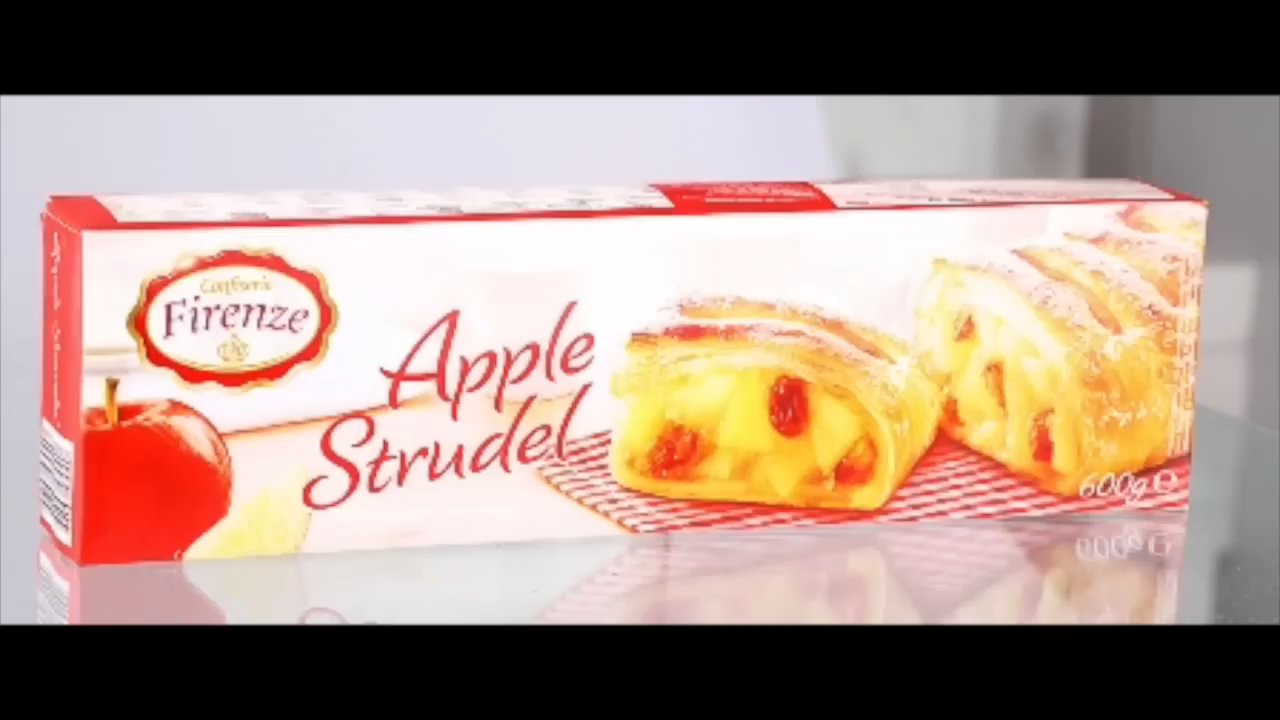 Confiserie
Firenze
Apple
Strudel
600g ℮